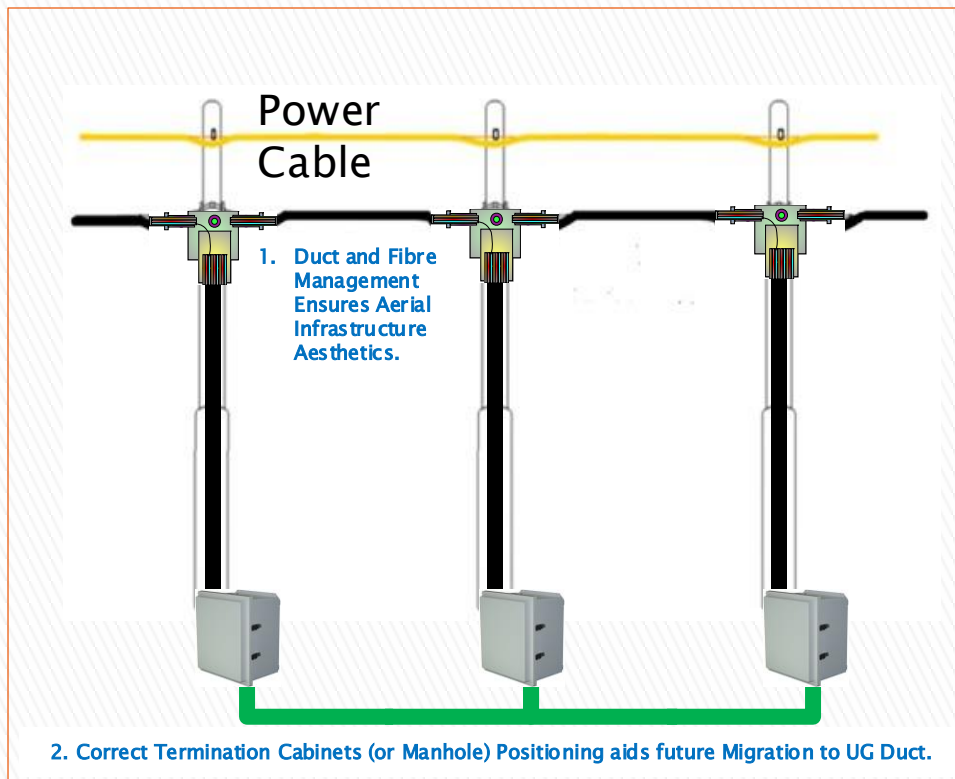 Power
Cable
1. Duct and Fibre
Management
Ensures Aerial
Infrastructure
Aesthetics.
2. Correct Termination Cabinets (or Manhole) Positioning aids future Migration to UG Duct.